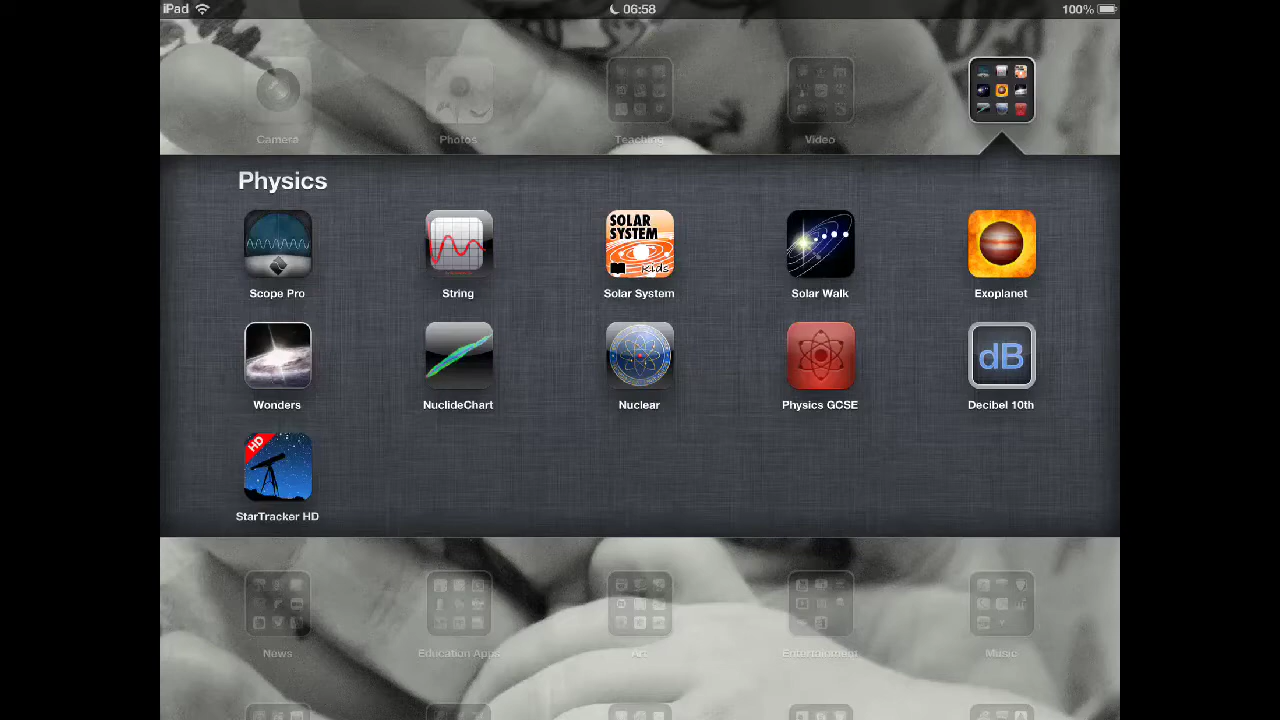 iPad 06:58 100%
Camera Photos Teaching Video
Physics
SOLAR
SYSTEM
Kids
Scope Pro String Solar System Solar Walk Exoplanet
dB
Wonders NuclideChart Nuclear Physics GCSE Decibel 10th
HD
StarTracker HD
News Education Apps Art Entertainment Music